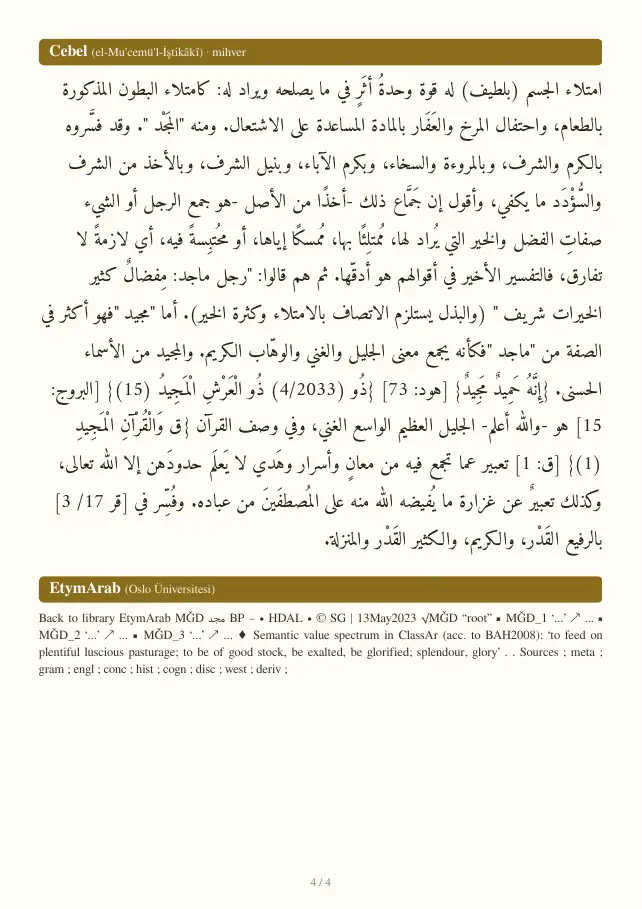 Cebel (el-Mu'cemü'l-İştikâkî) · mihver
امتلاء الجسم (بلطيف) له قوة وحدةُ أثَرٍ في ما يصلحه ويراد له: كامتلاء البطون المذكورة
بالطعام، واحتفال المرخ والعَفَار بالمادة المساعدة على الاشتعال. ومنه "المَجْد ". وقد فسَّروه
بالكرم والشرف، وبالمروءة والسخاء، وبكرم الآباء، وبنيل الشرف، وبالأخذ من الشرف
والسُّؤْدَد ما يكفي، وأقول إن جَمَّاع ذلك -أخذًا من الأصل -هو جمع الرجل أو الشيء
صفاتِ الفضل والخير التي يُراد لها، مُمتلِئًا بها، مُمسكًا إياها، أو محُتبِسةً فيه، أي لازمةً لا
تفارق، فالتفسير الأخير في أقوالهم هو أدقّها. ثم هم قالوا: "رجل ماجد: مِفضالٌ كثير
الخيرات شريف " (والبذل يستلزم الاتصاف بالامتلاء وكثرة الخير). أما "مجيد "فهو أكثر في
الصفة من "ماجد "فكأنه يجمع معنى الجليل والغني والوهّاب الكريم. والمجيد من الأسماء
الحسنى. {إِنَّهُ حَمِيدٌ مَجِيدٌ} [هود: 73] {ذُو (4/2033) ذُو الْعَرْشِ الْمَجِيدُ (15)} [البروج:
15] هو -والله أعلم- الجليل العظيم الواسع الغني، وفي وصف القرآن {ق وَالْقُرْآنِ الْمَجِيدِ
(1)} [ق: 1] تعبير عما تجمع فيه من معانٍ وأسرار وهَدي لا يَعلَم حدودَهن إلا الله تعالى،
وكذلك تعبيرٌ عن غزارة ما يُفيضه الله منه على المُصطفَينَ من عباده. وفُسِّر في [قر 17/ 3]
بالرفيع القَدْر، والكريم، والكثير القَدْر والمنزلة.
EtymArab (Oslo Üniversitesi)
Back to library EtymArab MǦD مجد BP – • HDAL • © SG | 13May2023 √MǦD “root” ▪ MǦD_1 ‘...’ ↗ ... ▪
MǦD_2 ‘...’ ↗ ... ▪ MǦD_3 ‘...’ ↗ ... ♦ Semantic value spectrum in ClassAr (acc. to BAH2008): ‘to feed on
plentiful luscious pasturage; to be of good stock, be exalted, be glorified; splendour, glory’ . . Sources ; meta ;
gram ; engl ; conc ; hist ; cogn ; disc ; west ; deriv ;
4 / 4